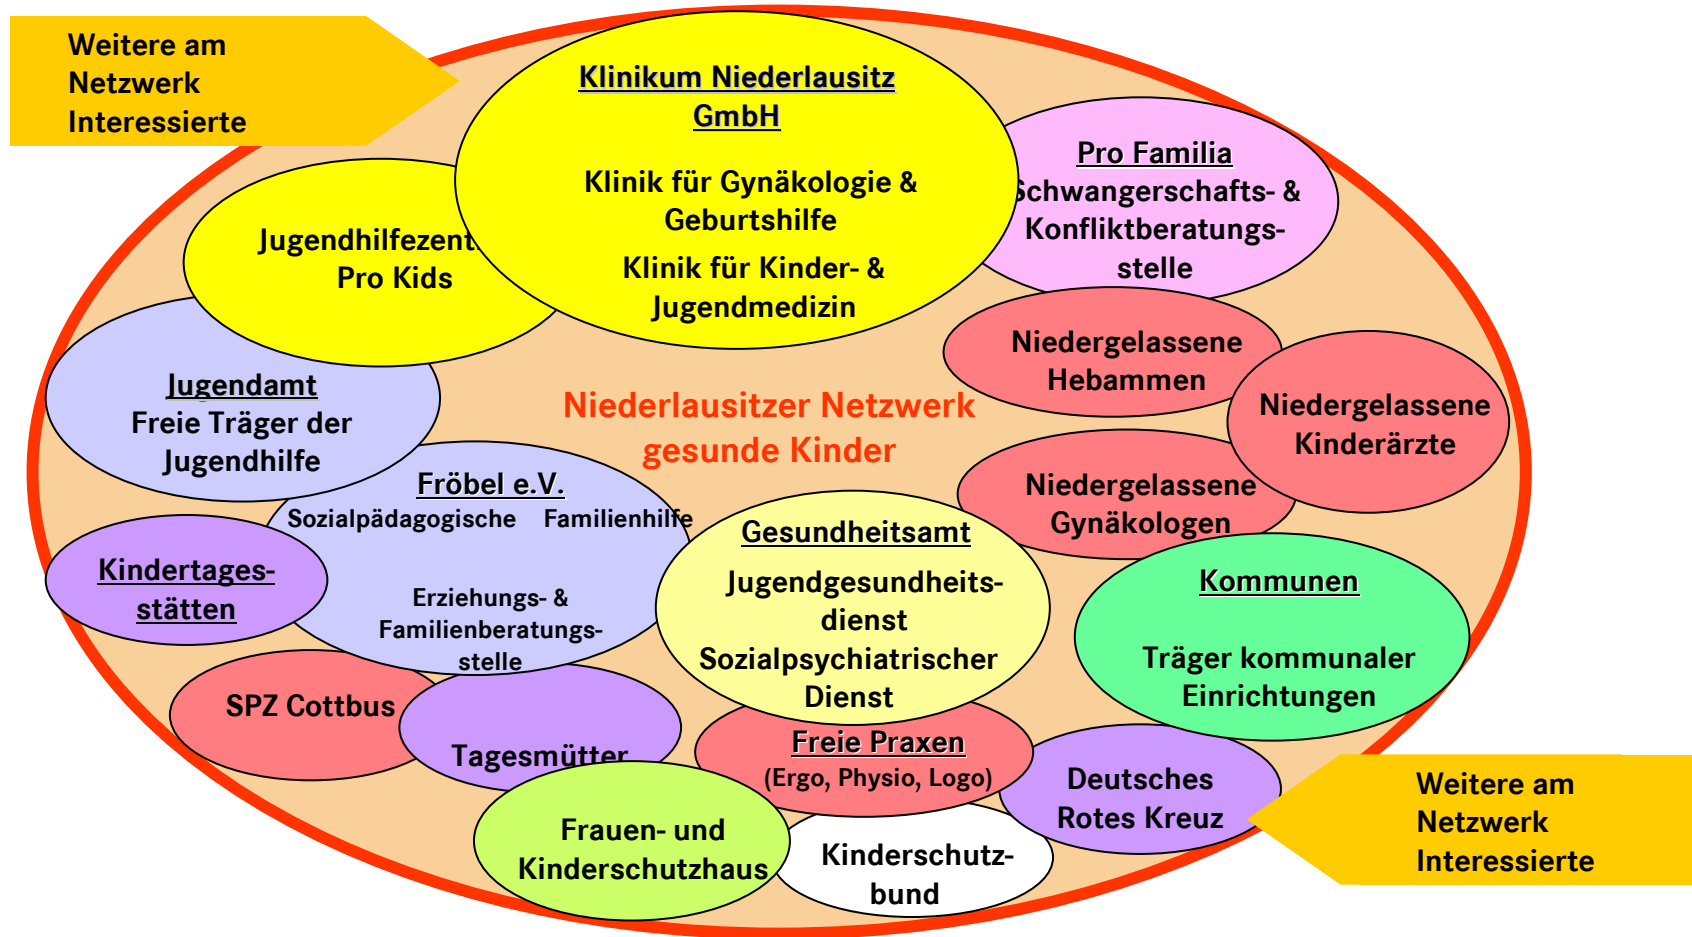 Weitere am
Netzwerk
Interessierte
Klinikum Niederlausitz
GmbH
Klinik für Gynäkologie &
Geburtshilfe
Klinik für Kinder- &
Jugendmedizin
Pro Familia
Schwangerschafts- &
Konfliktberatungs-
stelle
Jugendhilfezent
Pro Kids
Niedergelassene
Hebammen
Jugendamt
Freie Träger der
Jugendhilfe
Niederlausitzer Netzwerk
gesunde Kinder
Niedergelassene
Kinderärzte
Fröbel e.V.
Sozialpädagogische Familienhilfe
Erziehungs- &
Familienberatungs-
stelle
Niedergelassene
Gynäkologen
Gesundheitsamt
Jugendgesundheits-
dienst
Sozialpsychiatrischer
Dienst
Kindertages-
stätten
Kommunen
Träger kommunaler
Einrichtungen
SPZ Cottbus
Tagesmütter
Freie Praxen
(Ergo, Physio, Logo)
Deutsches
Rotes Kreuz
Frauen- und
Kinderschutzhaus
Kinderschutz-
bund
Weitere am
Netzwerk
Interessierte